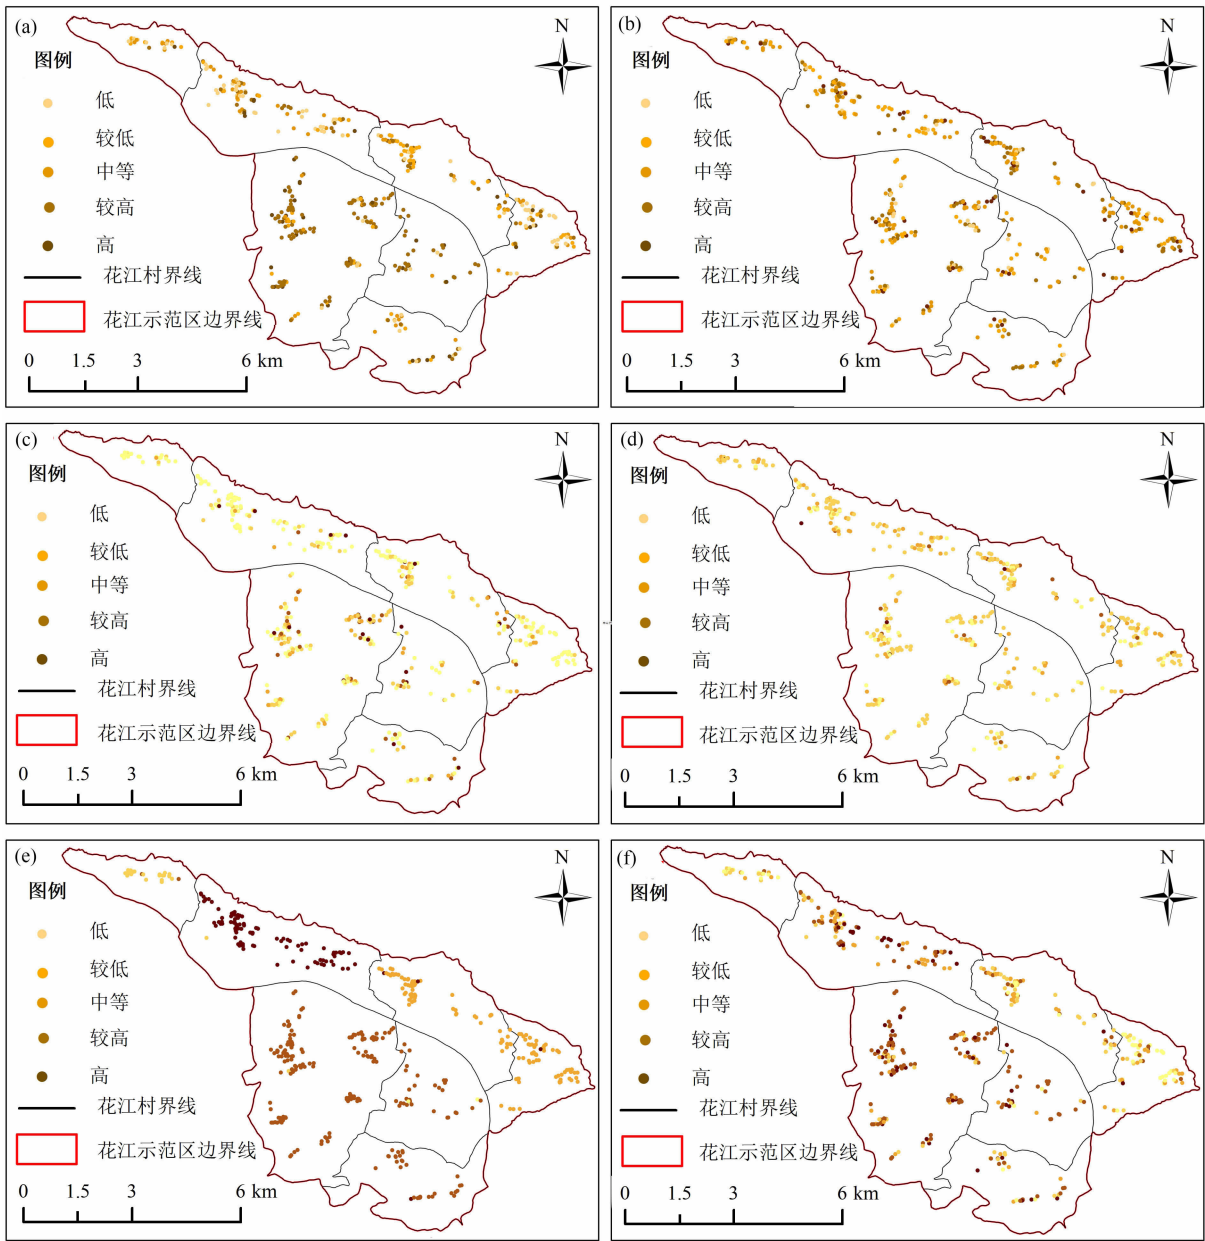 (a)
N
图例
低
较低
中等
较高
高
花江村界线
花江示范区边界线
0 1.5 3 6 km
(b)
N
图例
低
较低
中等
较高
高
花江村界线
花江示范区边界线
0 1.5 3 6 km
(c)
N
图例
低
较低
中等
较高
高
花江村界线
花江示范区边界线
0 1.5 3 6 km
(d)
N
图例
低
较低
中等
较高
高
花江村界线
花江示范区边界线
0 1.5 3 6 km
(e)
N
图例
低
较低
中等
较高
高
花江村界线
花江示范区边界线
0 1.5 3 6 km
(f)
N
图例
低
较低
中等
较高
高
花江村界线
花江示范区边界线
0 1.5 3 6 km